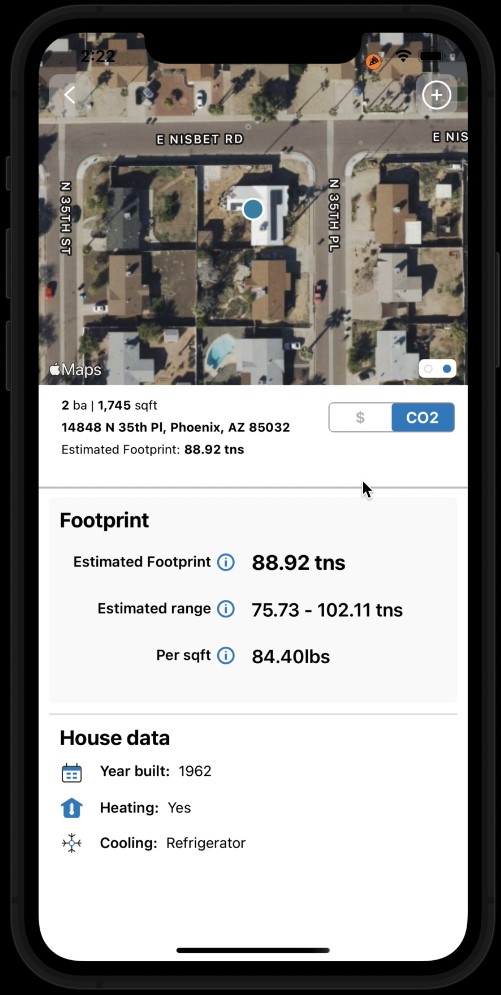 2:22
E NISBET RD
E NIS
N 35TH ST
N 35TH PL
Maps
2 ba | 1,745 sqft
14848 N 35th Pl, Phoenix, AZ 85032
Estimated Footprint: 88.92 tns
$
CO2
Footprint
Estimated Footprint 88.92 tns
Estimated range 75.73 - 102.11 tns
Per sqft 84.40lbs
House data
Year built: 1962
Heating: Yes
Cooling: Refrigerator